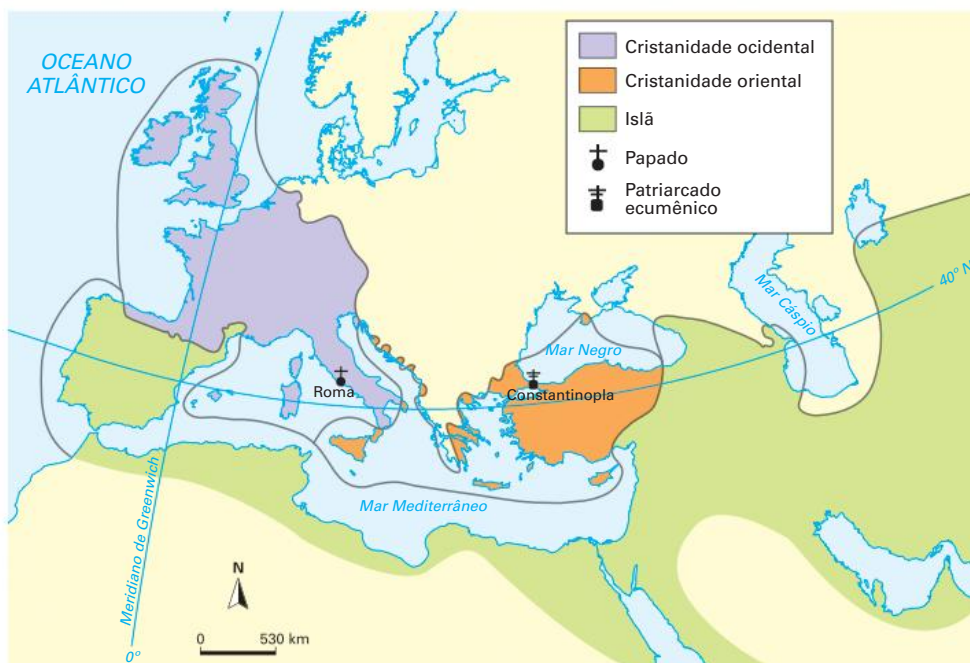 OCEANO
ATLÂNTICO
Cristanidade ocidental
Cristanidade oriental
Islã
Papado
Patriarcado
ecumênico
40° N
Mar Cáspio
Mar Negro
Roma
Constantinopla
Mar Mediterrâneo
Meridiano de Greenwich
N
0 530 km
0°